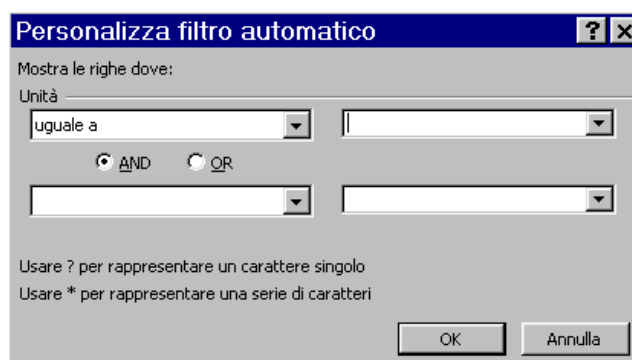 Personalizza filtro automatico
Mostra le righe dove:
Unità
uguale a
AND OR
Usare ? per rappresentare un carattere singolo
Usare * per rappresentare una serie di caratteri
OK Annulla